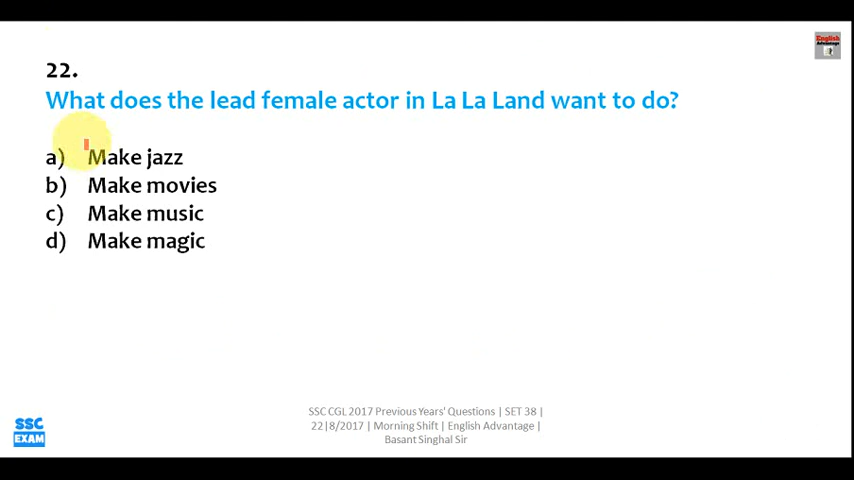 English
Advantage
22.
What does the lead female actor in La La Land want to do?
a) Make jazz
b) Make movies
c) Make music
d) Make magic
SSC CGL 2017 Previous Years' Questions | SET 38 |
22|8/2017 | Morning Shift | English Advantage |
Basant Singhal Sir
SSC
EXAM